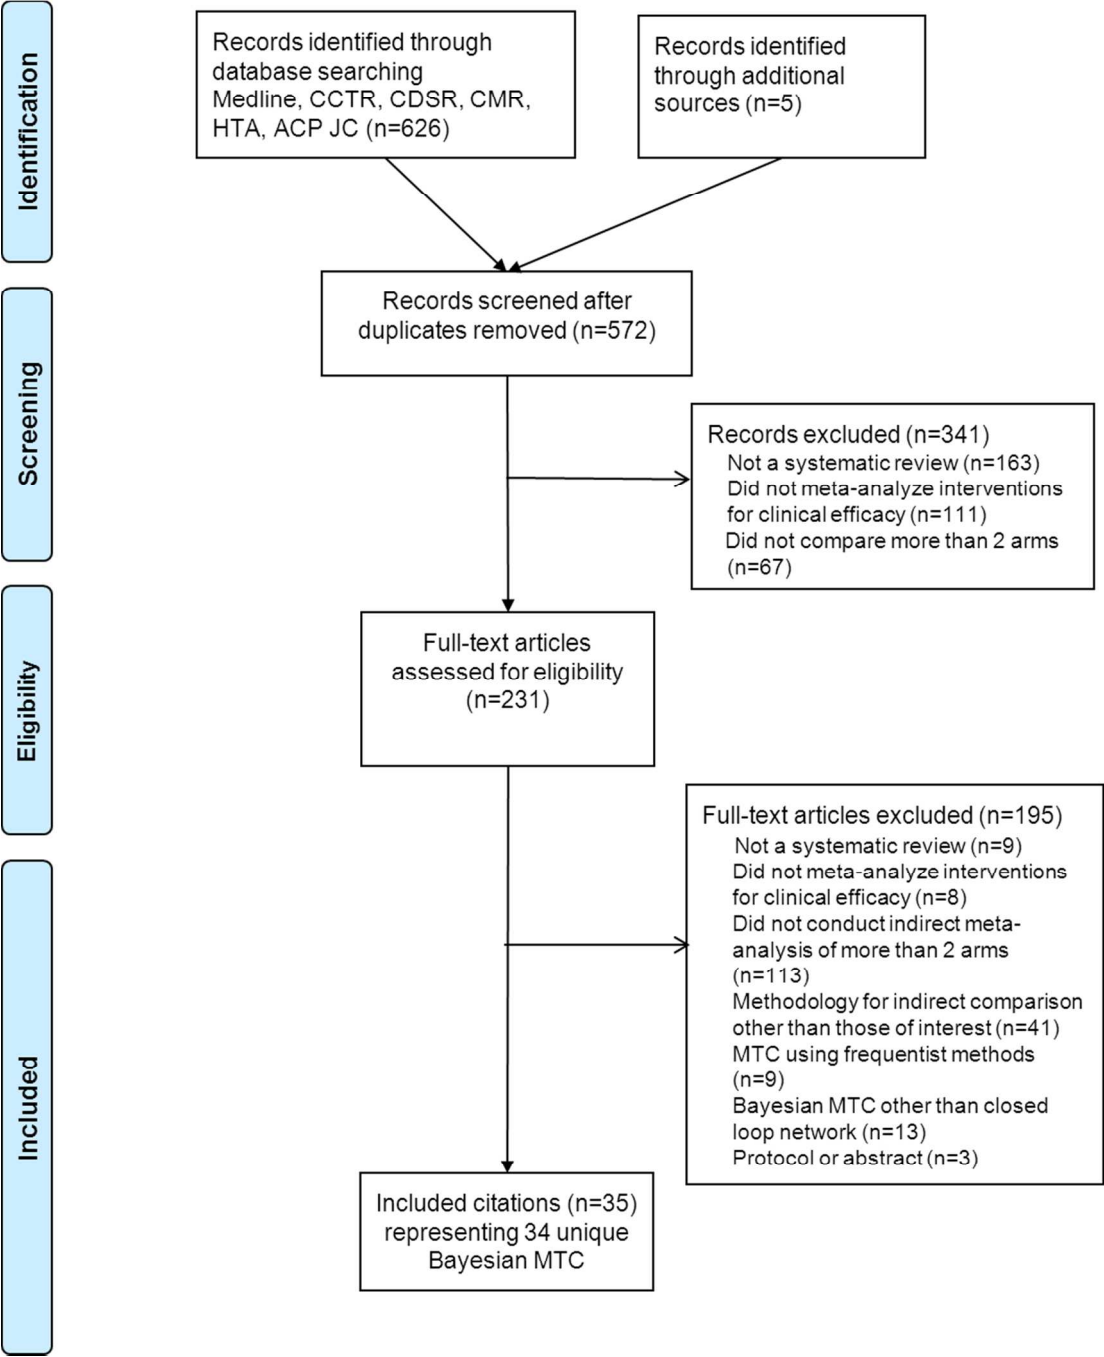 Identification
Records identified through
database searching
Medline, CCTR, CDSR, CMR,
HTA, ACP JC (n=626)
Records identified
through additional
sources (n=5)
Screening
Records screened after
duplicates removed (n=572)
Records excluded (n=341)
Not a systematic review (n=163)
Did not meta-analyze interventions
for clinical efficacy (n=111)
Did not compare more than 2 arms
(n=67)
Eligibility
Full-text articles
assessed for eligibility
(n=231)
Full-text articles excluded (n=195)
Not a systematic review (n=9)
Did not meta-analyze interventions
for clinical efficacy (n=8)
Did not conduct indirect meta-
analysis of more than 2 arms
(n=113)
Methodology for indirect comparison
other than those of interest (n=41)
MTC using frequentist methods
(n=9)
Bayesian MTC other than closed
loop network (n=13)
Protocol or abstract (n=3)
Included
Included citations (n=35)
representing 34 unique
Bayesian MTC